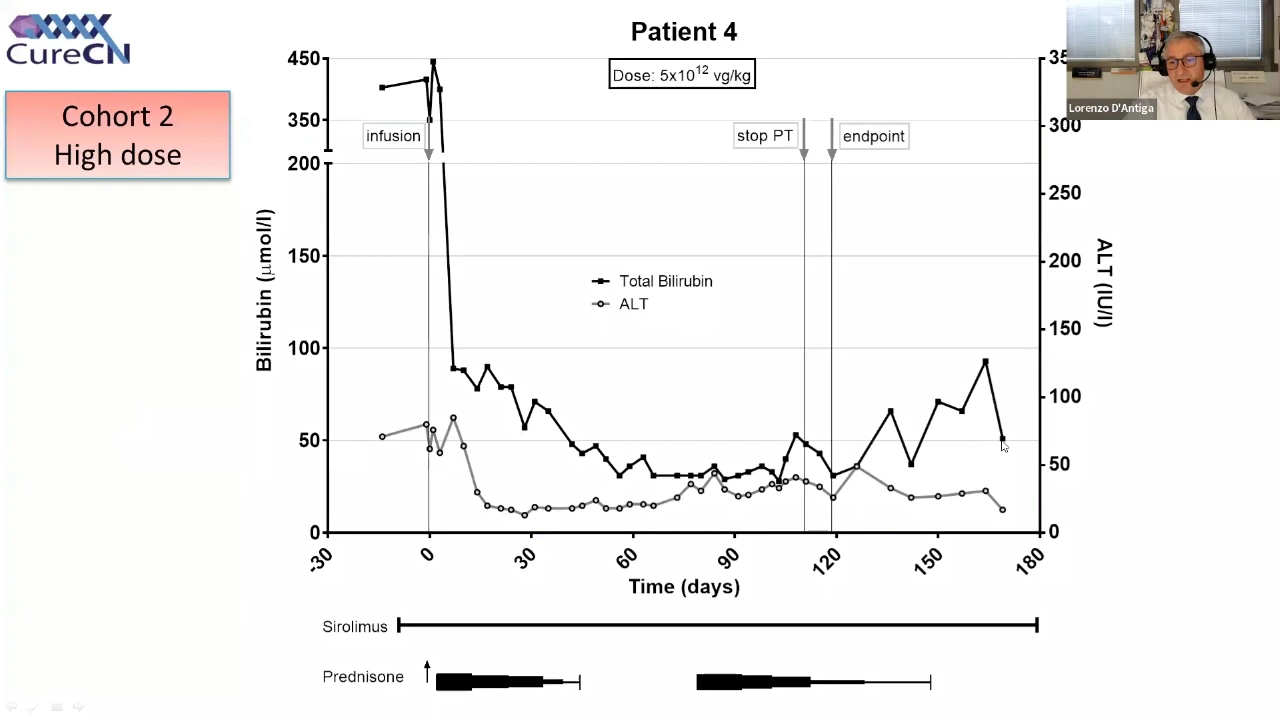 CureCN
Cohort 2
High dose
Patient 4
Dose: 5x10¹² vg/kg
Lorenzo D'Antiga
infusion
stop PT
endpoint
450
350
200
150
100
50
0
Bilirubin (µmol/l)
Total Bilirubin
ALT
35
300
250
200
150
100
50
0
ALT (IU/l)
-30
0
30
60
90
120
150
180
Time (days)
Sirolimus
Prednisone